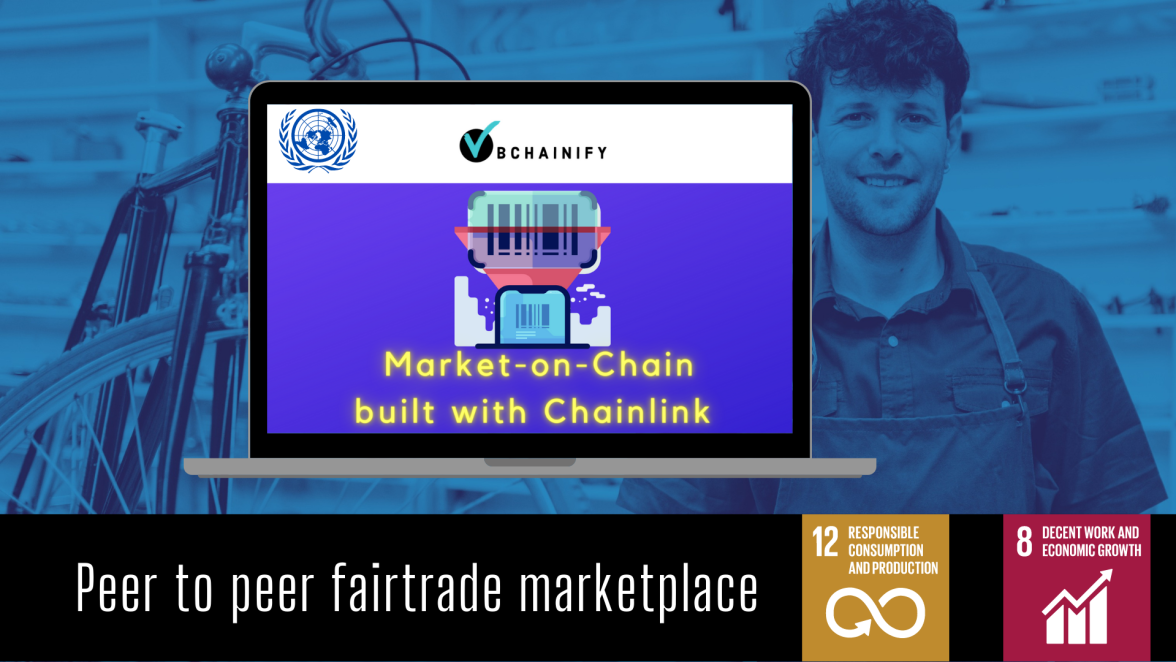 BCHAINIFY
Market-on-Chain
built with Chainlink
Peer to peer fairtrade marketplace
12 RESPONSIBLE
CONSUMPTION
AND PRODUCTION
8 DECENT WORK AND
ECONOMIC GROWTH